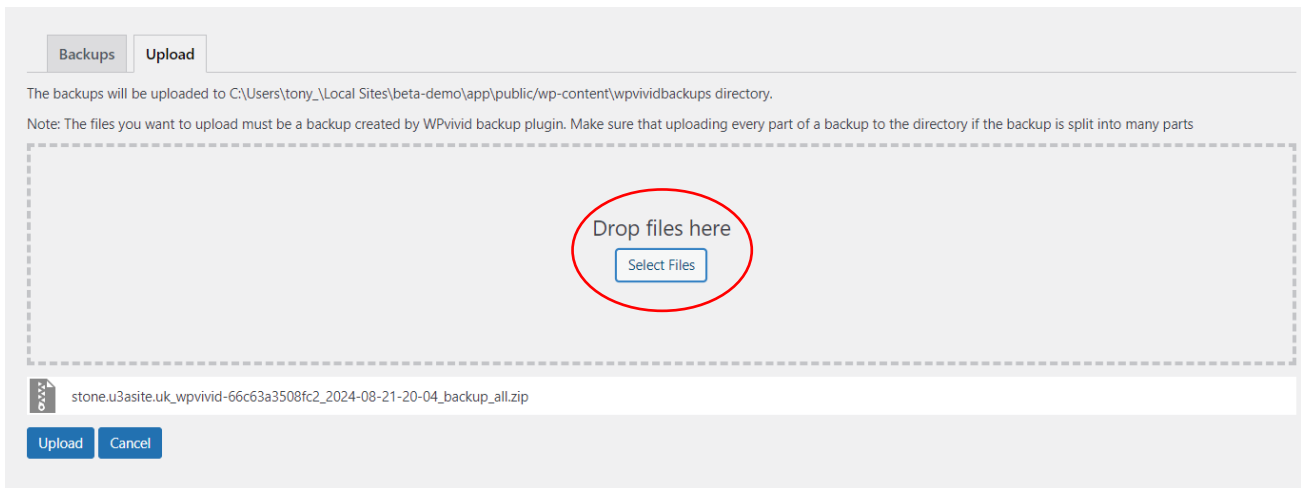 Backups Upload
The backups will be uploaded to C:\Users\tony_\Local Sites\beta-demo\app\public/wp-content\wpvividbackups directory.
Note: The files you want to upload must be a backup created by WPvivid backup plugin. Make sure that uploading every part of a backup to the directory if the backup is split into many parts
Drop files here
Select Files
stone.u3asite.uk_wpvivid-66c63a3508fc2_2024-08-21-20-04_backup_all.zip
Upload Cancel